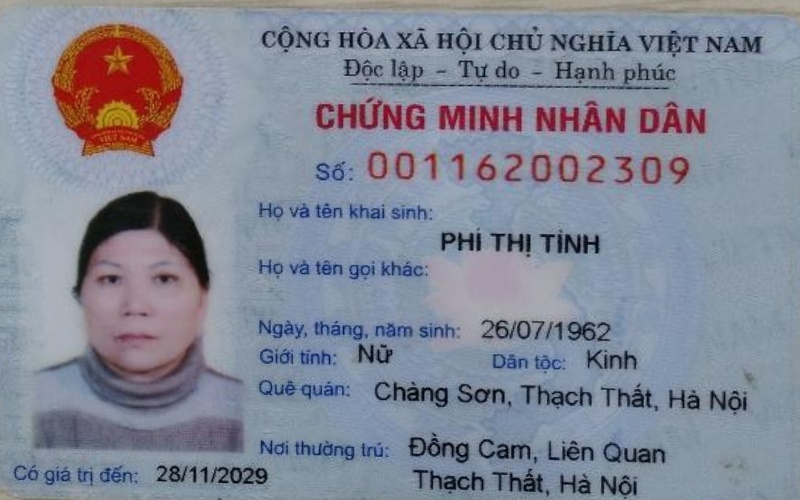 CỘNG HÒA XÃ HỘI CHỦ NGHĨA VIỆT NAM
Độc lập – Tự do – Hạnh phúc
CHỨNG MINH NHÂN DÂN
Số: 001162002309
Họ và tên khai sinh:
PHÍ THỊ TỈNH
Họ và tên gọi khác:
Ngày, tháng, năm sinh: 26/07/1962
Giới tính: Nữ Dân tộc: Kinh
Quê quán: Chàng Sơn, Thạch Thất, Hà Nội
Nơi thường trú: Đồng Cam, Liên Quan
Thạch Thất, Hà Nội
Có giá trị đến: 28/11/2029
VIỆT NAM